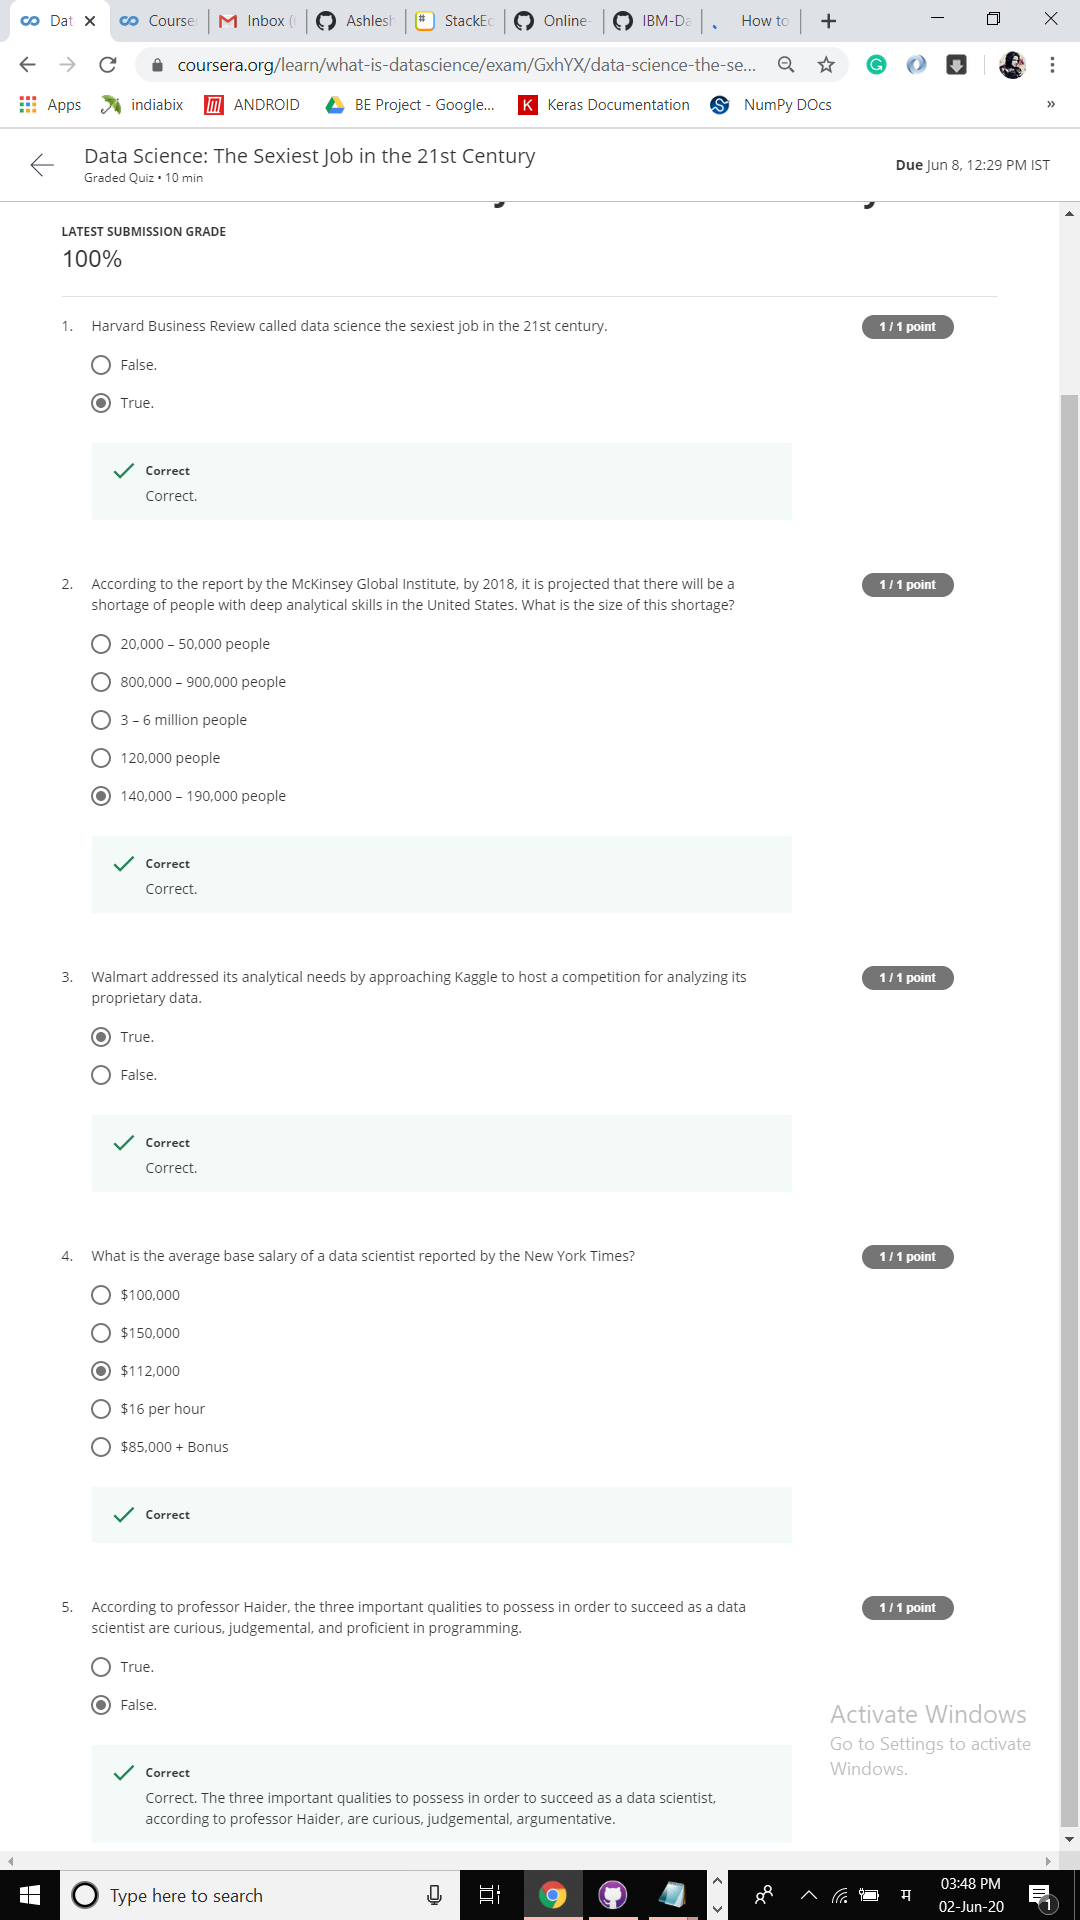 Dat
Course
Inbox (
Ashlesh
StackEd
Online-
IBM-Da
How to
coursera.org/learn/what-is-datascience/exam/GxhYX/data-science-the-se...
Apps
indiabix
ANDROID
BE Project - Google...
Keras Documentation
NumPy DOcs
»
Data Science: The Sexiest Job in the 21st Century
Graded Quiz • 10 min
Due Jun 8, 12:29 PM IST
LATEST SUBMISSION GRADE
100%
1. Harvard Business Review called data science the sexiest job in the 21st century.
1 / 1 point
False.
True.
Correct
Correct.
2. According to the report by the McKinsey Global Institute, by 2018, it is projected that there will be a
shortage of people with deep analytical skills in the United States. What is the size of this shortage?
1 / 1 point
20,000 – 50,000 people
800,000 – 900,000 people
3 – 6 million people
120,000 people
140,000 – 190,000 people
Correct
Correct.
3. Walmart addressed its analytical needs by approaching Kaggle to host a competition for analyzing its
proprietary data.
1 / 1 point
True.
False.
Correct
Correct.
4. What is the average base salary of a data scientist reported by the New York Times?
1 / 1 point
$100,000
$150,000
$112,000
$16 per hour
$85,000 + Bonus
Correct
5. According to professor Haider, the three important qualities to possess in order to succeed as a data
scientist are curious, judgemental, and proficient in programming.
1 / 1 point
True.
False.
Correct
Correct. The three important qualities to possess in order to succeed as a data scientist,
according to professor Haider, are curious, judgemental, argumentative.
Activate Windows
Go to Settings to activate
Windows.
Type here to search
म
03:48 PM
02-Jun-20
1